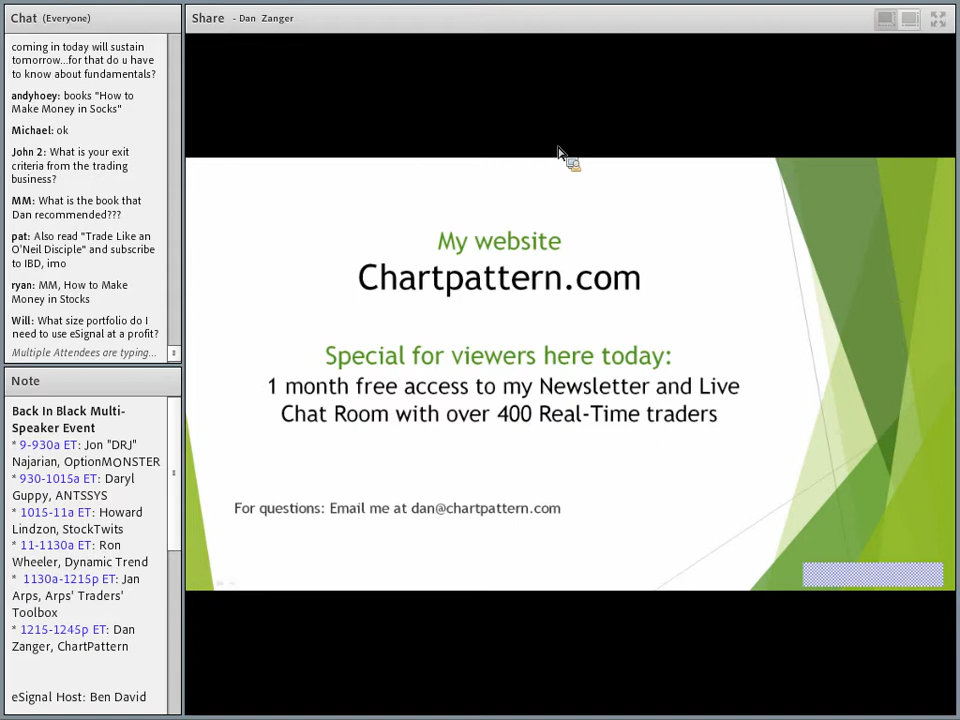 Chat (Everyone)
coming in today will sustain
tomorrow...for that do u have
to know about fundamentals?
andyhoey: books "How to
Make Money in Socks"
Michael: ok
John 2: What is your exit
criteria from the trading
business?
MM: What is the book that
Dan recommended???
pat: Also read "Trade Like an
O'Neil Disciple" and subscribe
to IBD, imo
ryan: MM, How to Make
Money in Stocks
Will: What size portfolio do I
need to use eSignal at a profit?
Multiple Attendees are typing...
Note
Back In Black Multi-
Speaker Event
* 9-930a ET: Jon "DRJ"
Najarian, OptionMONSTER
* 930-1015a ET: Daryl
Guppy, ANTSSYS
* 1015-11a ET: Howard
Lindzon, StockTwits
* 11-1130a ET: Ron
Wheeler, Dynamic Trend
* 1130a-1215p ET: Jan
Arps, Arps' Traders'
Toolbox
* 1215-1245p ET: Dan
Zanger, ChartPattern
eSignal Host: Ben David
Share - Dan Zanger
My website
Chartpattern.com
Special for viewers here today:
1 month free access to my Newsletter and Live
Chat Room with over 400 Real-Time traders
For questions: Email me at dan@chartpattern.com